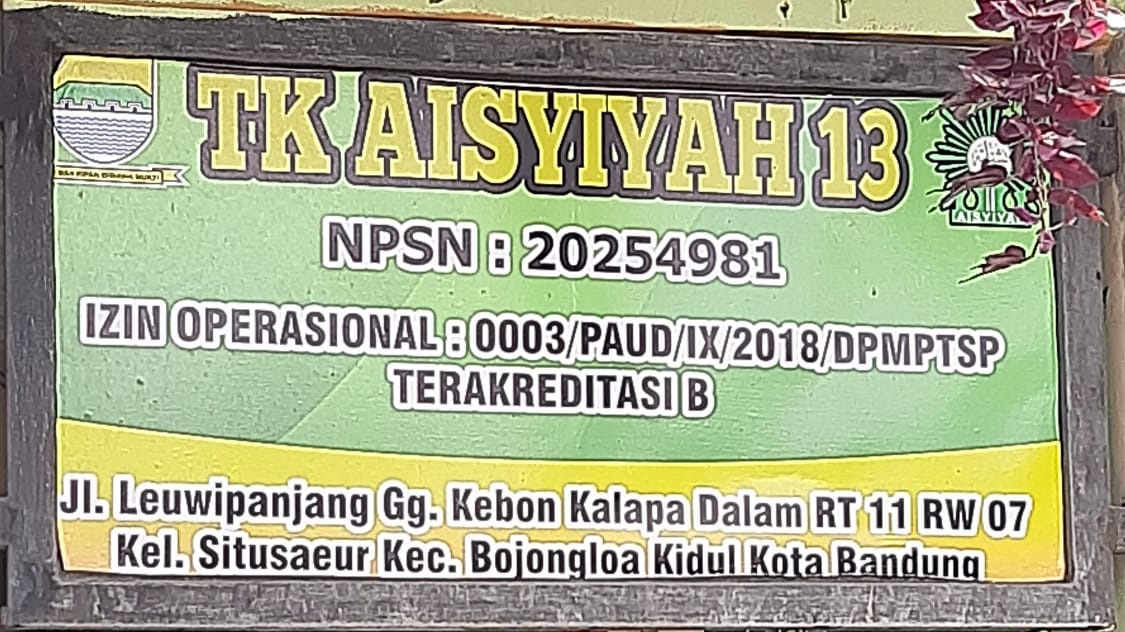 TK AISYIYAH 13
NPSN : 20254981
IZIN OPERASIONAL : 0003/PAUD/IX/2018/DPMPTSP
TERAKREDITASI B
Jl. Leuwipanjang Gg. Kebon Kalapa Dalam RT 11 RW 07
Kel. Situsaeur Kec. Bojongloa Kidul Kota Bandung